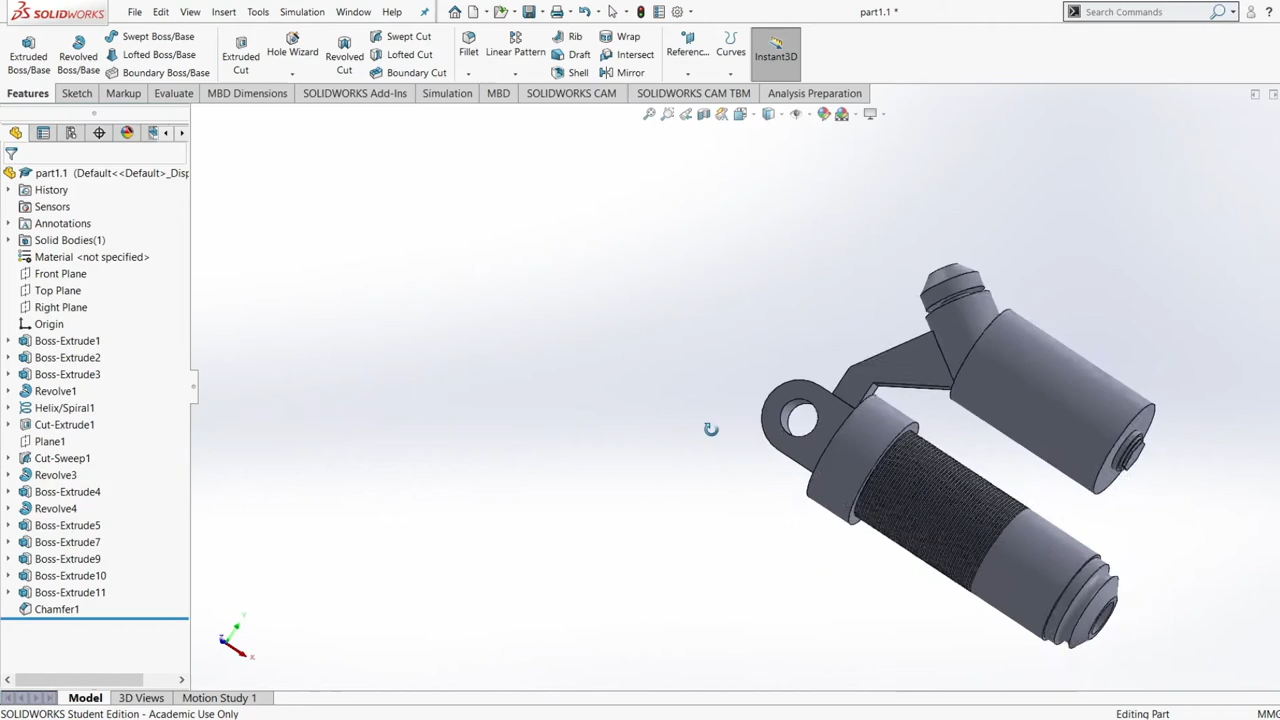 SOLIDWORKS File Edit View Insert Tools Simulation Window Help part1.1 * Search Commands
Extruded Boss/Base Revolved Boss/Base Swept Boss/Base Lofted Boss/Base Boundary Boss/Base Extruded Cut Hole Wizard Revolved Cut Swept Cut Lofted Cut Boundary Cut Fillet Linear Pattern Rib Draft Shell Wrap Intersect Mirror Referenc... Curves Instant3D
Features Sketch Markup Evaluate MBD Dimensions SOLIDWORKS Add-Ins Simulation MBD SOLIDWORKS CAM SOLIDWORKS CAM TBM Analysis Preparation
part1.1 (Default<<Default>_Disp
History
Sensors
Annotations
Solid Bodies(1)
Material <not specified>
Front Plane
Top Plane
Right Plane
Origin
Boss-Extrude1
Boss-Extrude2
Boss-Extrude3
Revolve1
Helix/Spiral1
Cut-Extrude1
Plane1
Cut-Sweep1
Revolve3
Boss-Extrude4
Revolve4
Boss-Extrude5
Boss-Extrude7
Boss-Extrude9
Boss-Extrude10
Boss-Extrude11
Chamfer1
Y
Z
X
Model 3D Views Motion Study 1
SOLIDWORKS Student Edition - Academic Use Only Editing Part MMG